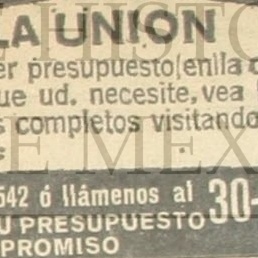 LA UNION
er presupuesto en la
ue ud. necesite, vea
s completos visitando
542 ó llámenos al 30-
U PRESUPUESTO
PROMISO